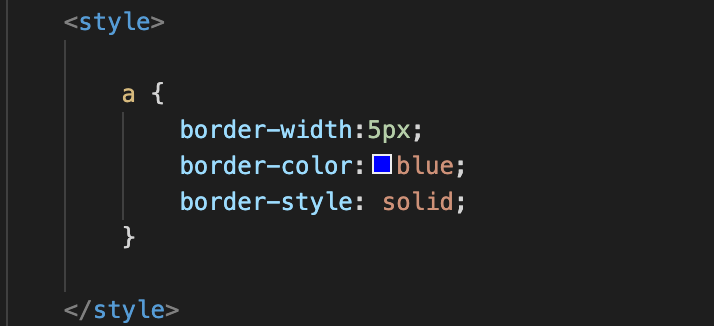 <style>
a {
border-width:5px;
border-color:blue;
border-style: solid;
}
</style>